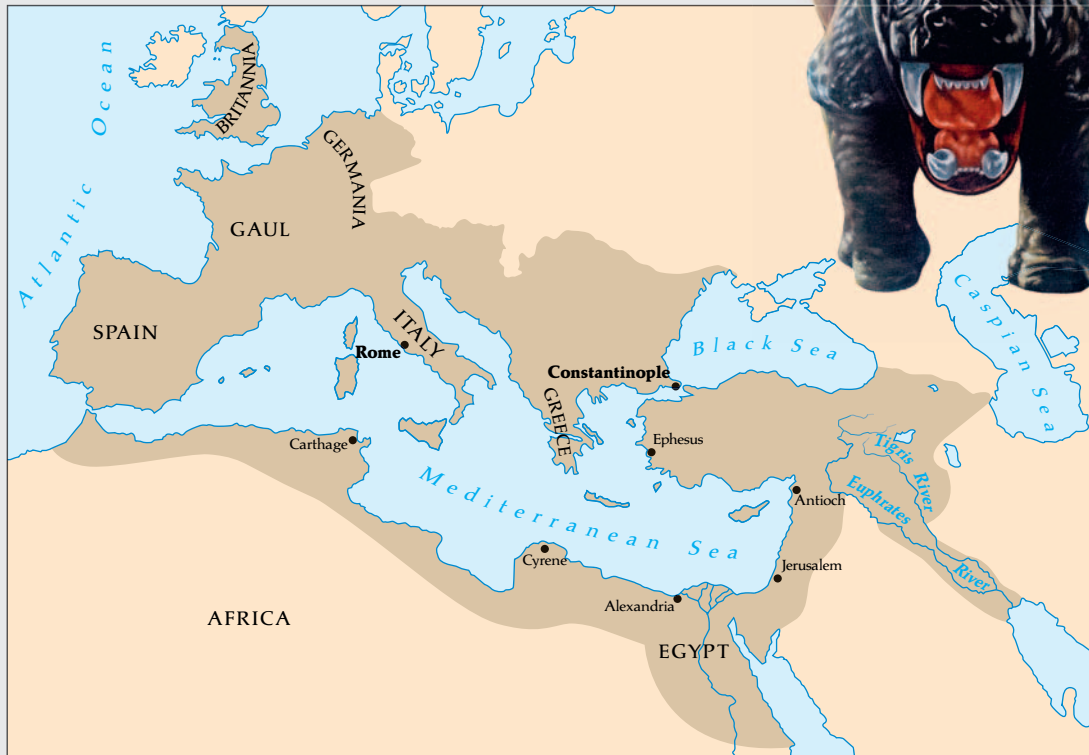 Atlantic Ocean
BRITANNIA
GERMANIA
GAUL
SPAIN
ITALY
Rome
Constantinople
Black Sea
Caspian Sea
GREECE
Ephesus
Carthage
Mediterranean Sea
Tigris River
Euphrates River
Antioch
Cyrene
Jerusalem
Alexandria
AFRICA
EGYPT